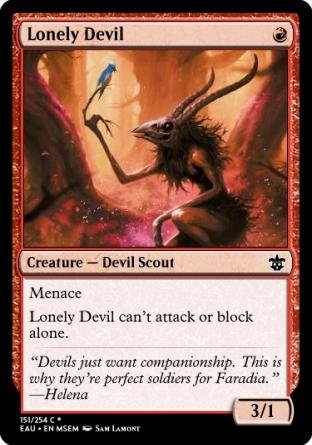 Lonely Devil
Creature — Devil Scout
Menace
Lonely Devil can’t attack or block
alone.
“Devils just want companionship. This is
why they’re perfect soldiers for Faradia.”
—Helena
3/1
151/254 C *
EAU • EN MSEM Sam Lamont